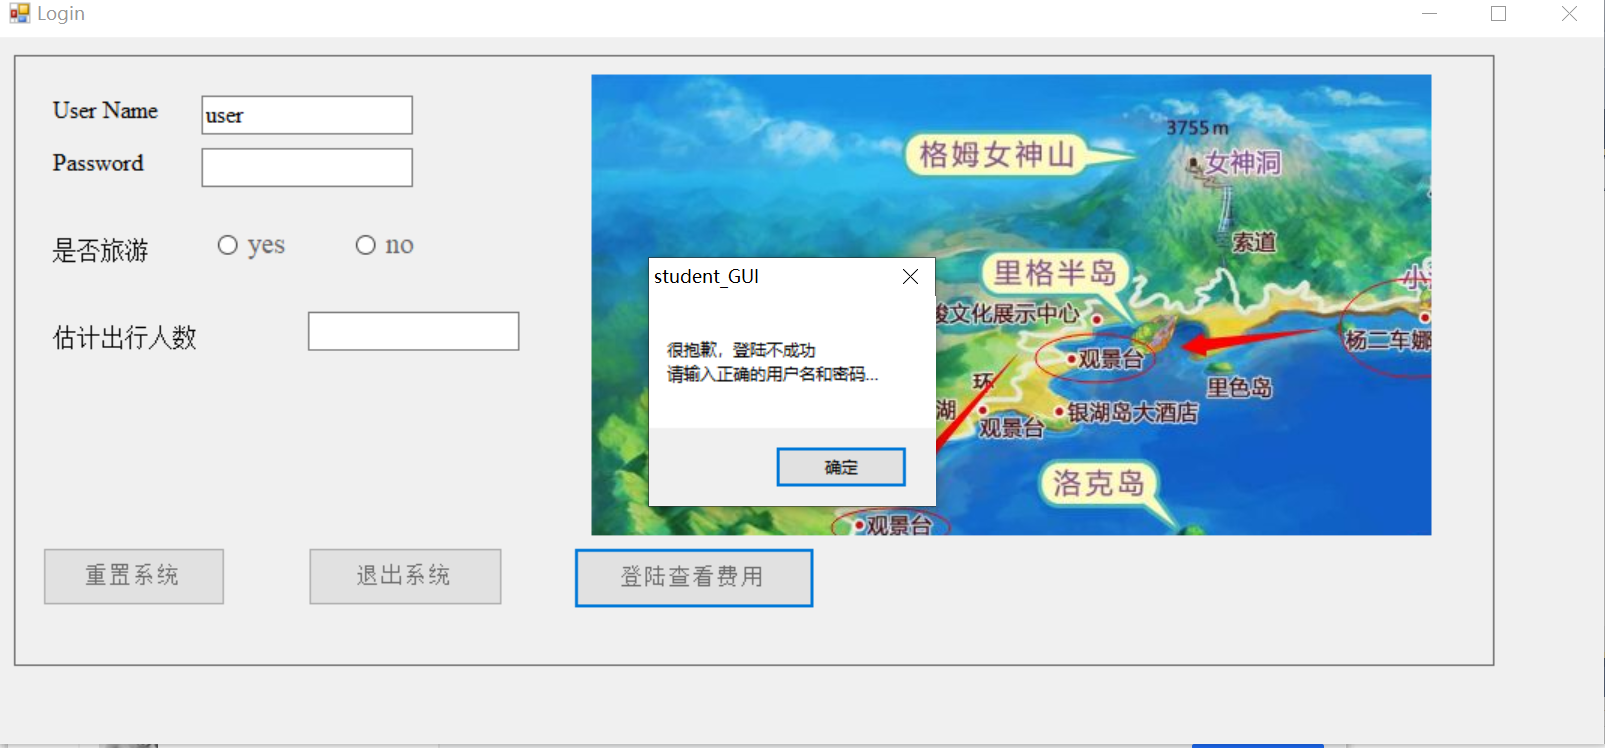 Login
User Name
user
Password
是否旅游
yes
no
估计出行人数
3755m
格姆女神山
女神洞
索道
里格半岛
文化展示中心
观景台
杨二车娜
里色岛
环
湖
银湖岛大酒店
观景台
洛克岛
观景台
student_GUI
很抱歉，登陆不成功
请输入正确的用户名和密码...
确定
重置系统
退出系统
登陆查看费用